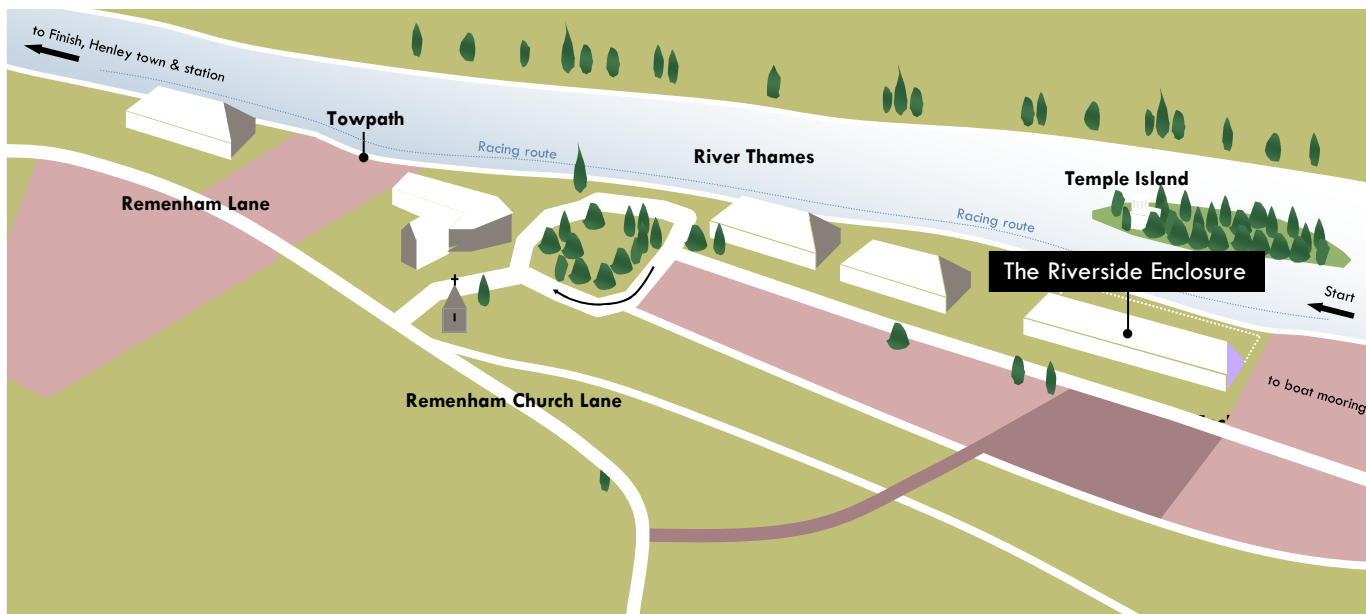 to Finish, Henley town & station
Towpath
Racing route
River Thames
Temple Island
Remenham Lane
Racing route
The Riverside Enclosure
Start
to boat mooring
Remenham Church Lane